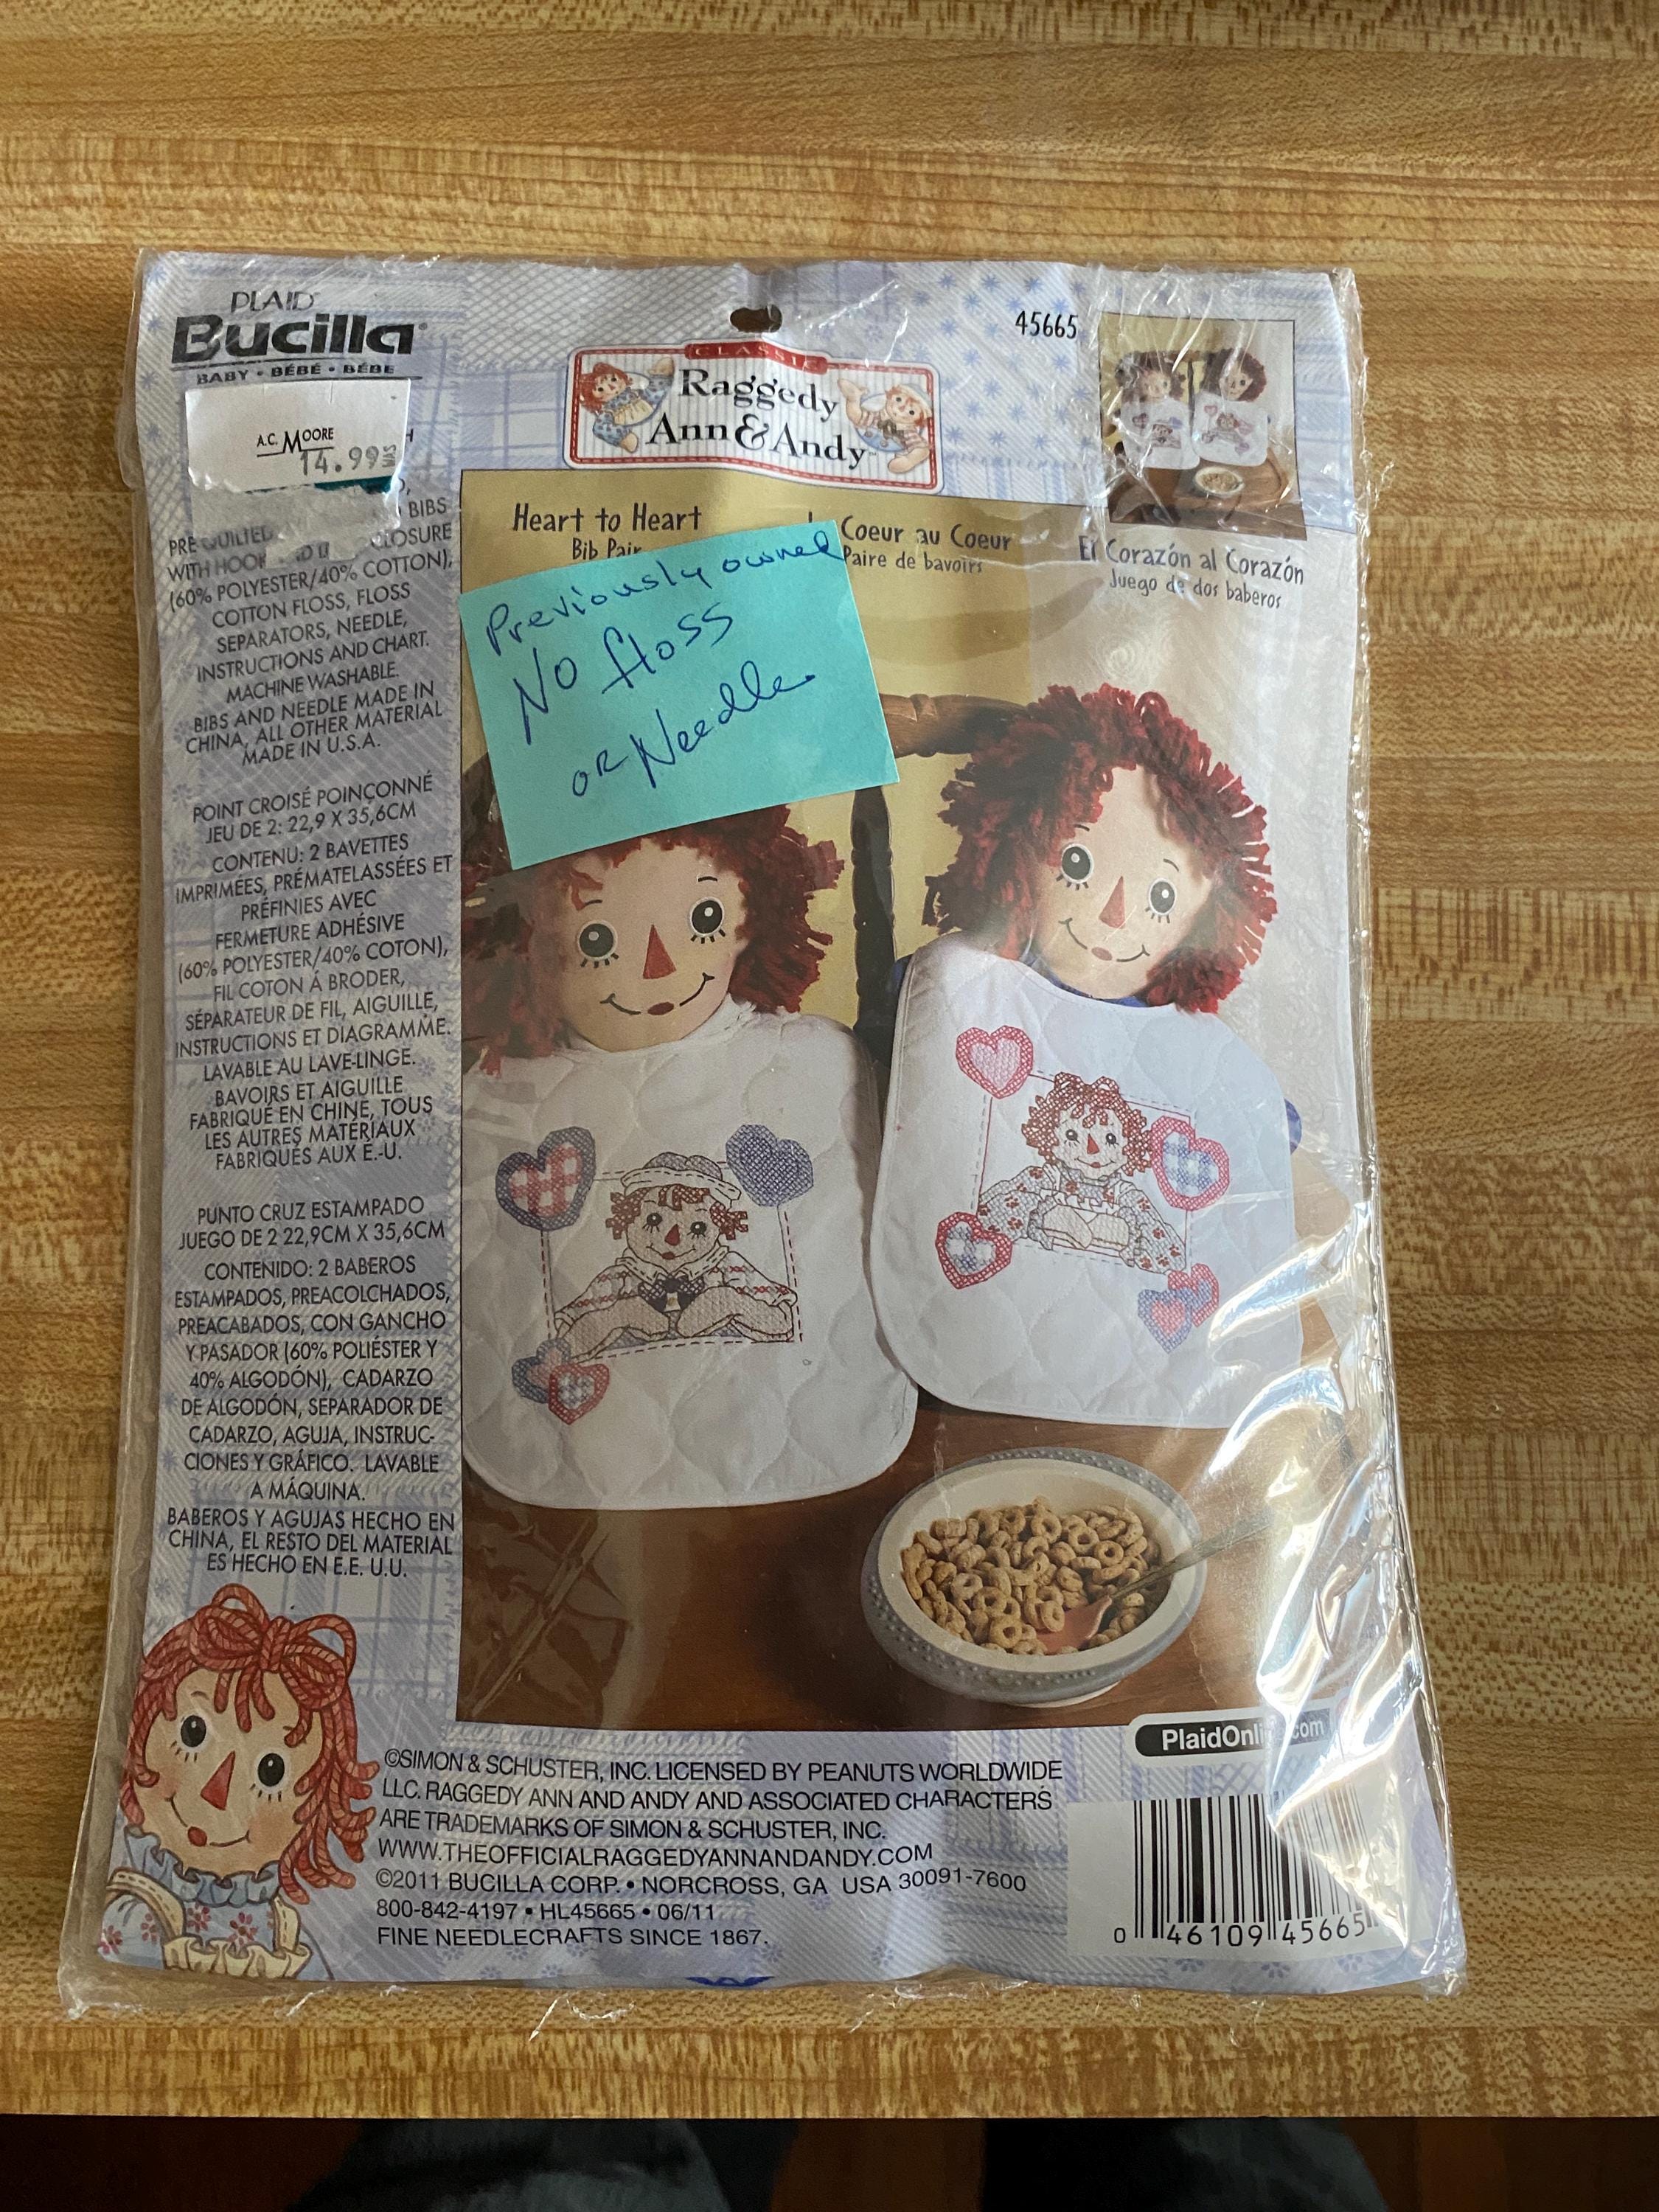 PLAID
Bucilla
BABY • BÉBÉ • BEBE
A.C. MOORE
14.99
BIBS
PRE QUILTED
WITH HOOK CLOSURE
(60% POLYESTER/40% COTTON),
COTTON FLOSS, FLOSS
SEPARATORS, NEEDLE,
INSTRUCTIONS AND CHART.
MACHINE WASHABLE.
BIBS AND NEEDLE MADE IN
CHINA, ALL OTHER MATERIAL
MADE IN U.S.A.
POINT CROISÉ POINÇONNÉ
JEU DE 2: 22,9 X 35,6CM
CONTENU: 2 BAVETTES
IMPRIMÉES, PRÉMATELASSÉES ET
PRÉFINIES AVEC
FERMETURE ADHÉSIVE
(60% POLYESTER/40% COTON),
FIL COTON Á BRODER,
SÉPARATEUR DE FIL, AIGUILLE,
INSTRUCTIONS ET DIAGRAMME.
LAVABLE AU LAVE-LINGE.
BAVOIRS ET AIGUILLE
FABRIQUÉ EN CHINE, TOUS
LES AUTRES MATÉRIAUX
FABRIQUÉS AUX É.-U.
PUNTO CRUZ ESTAMPADO
JUEGO DE 2 22,9CM X 35,6CM
CONTENIDO: 2 BABEROS
ESTAMPADOS, PREACOLCHADOS,
PREACABADOS, CON GANCHO
Y PASADOR (60% POLIÉSTER Y
40% ALGODÓN), CADARZO
DE ALGODÓN, SEPARADOR DE
CADARZO, AGUJA, INSTRUC-
CIONES Y GRÁFICO. LAVABLE
A MÁQUINA.
BABEROS Y AGUJAS HECHO EN
CHINA, EL RESTO DEL MATERIAL
ES HECHO EN E.E. U.U.
CLASSIC
Raggedy
Ann & Andy™
45665
Heart to Heart
Bib Pair
Coeur au Coeur
Paire de bavoirs
El Corazón al Corazón
Juego de dos baberos
Previously owned
No floss
or Needle
PlaidOnli com
©SIMON & SCHUSTER, INC. LICENSED BY PEANUTS WORLDWIDE
LLC. RAGGEDY ANN AND ANDY AND ASSOCIATED CHARACTERS
ARE TRADEMARKS OF SIMON & SCHUSTER, INC.
WWW.THEOFFICIALRAGGEDYANNANDANDY.COM
©2011 BUCILLA CORP. • NORCROSS, GA USA 30091-7600
800-842-4197 • HL45665 • 06/11
FINE NEEDLECRAFTS SINCE 1867.
0 46109 45665